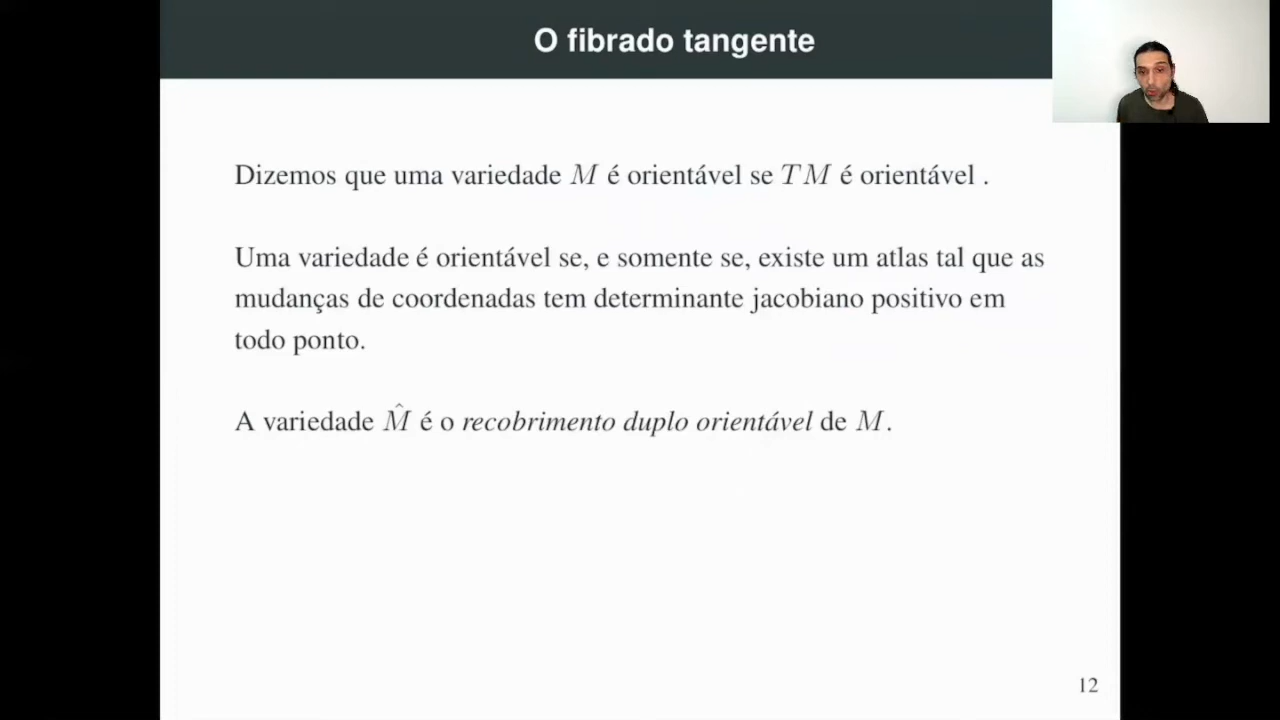 O fibrado tangente
Dizemos que uma variedade M é orientável se TM é orientável .
Uma variedade é orientável se, e somente se, existe um atlas tal que as
mudanças de coordenadas tem determinante jacobiano positivo em
todo ponto.
A variedade M̂ é o recobrimento duplo orientável de M.
12